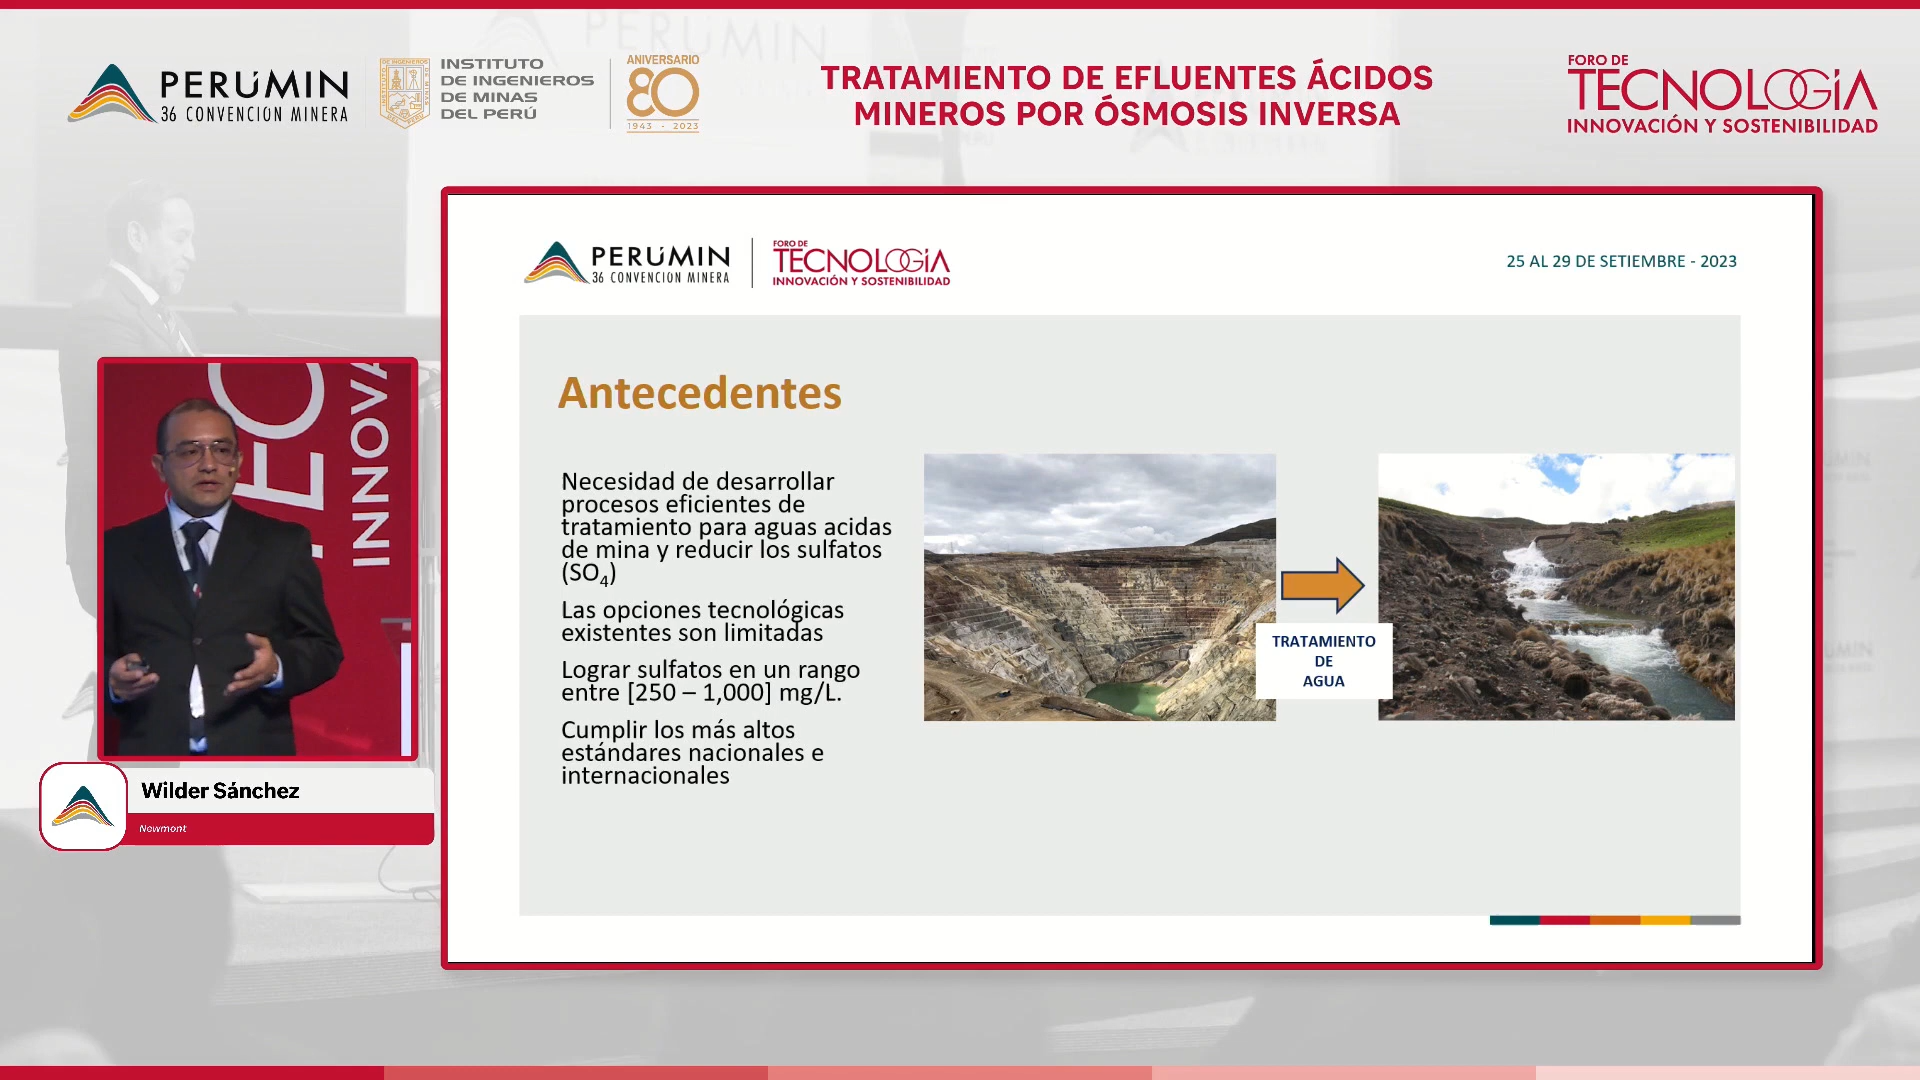 PERÚMIN
36 CONVENCIÓN MINERA
INSTITUTO
DE INGENIEROS
DE MINAS
DEL PERÚ
ANIVERSARIO
80
1943 - 2023
TRATAMIENTO DE EFLUENTES ÁCIDOS
MINEROS POR ÓSMOSIS INVERSA
FORO DE
TECNOLOGÍA
INNOVACIÓN Y SOSTENIBILIDAD
PERÚMIN
36 CONVENCIÓN MINERA
FORO DE
TECNOLOGÍA
INNOVACIÓN Y SOSTENIBILIDAD
25 AL 29 DE SETIEMBRE - 2023
Antecedentes
Necesidad de desarrollar
procesos eficientes de
tratamiento para aguas acidas
de mina y reducir los sulfatos
(SO₄)
Las opciones tecnológicas
existentes son limitadas
Lograr sulfatos en un rango
entre [250 – 1,000] mg/L.
Cumplir los más altos
estándares nacionales e
internacionales
TRATAMIENTO
DE
AGUA
INNOVA
Wilder Sánchez
Newmont